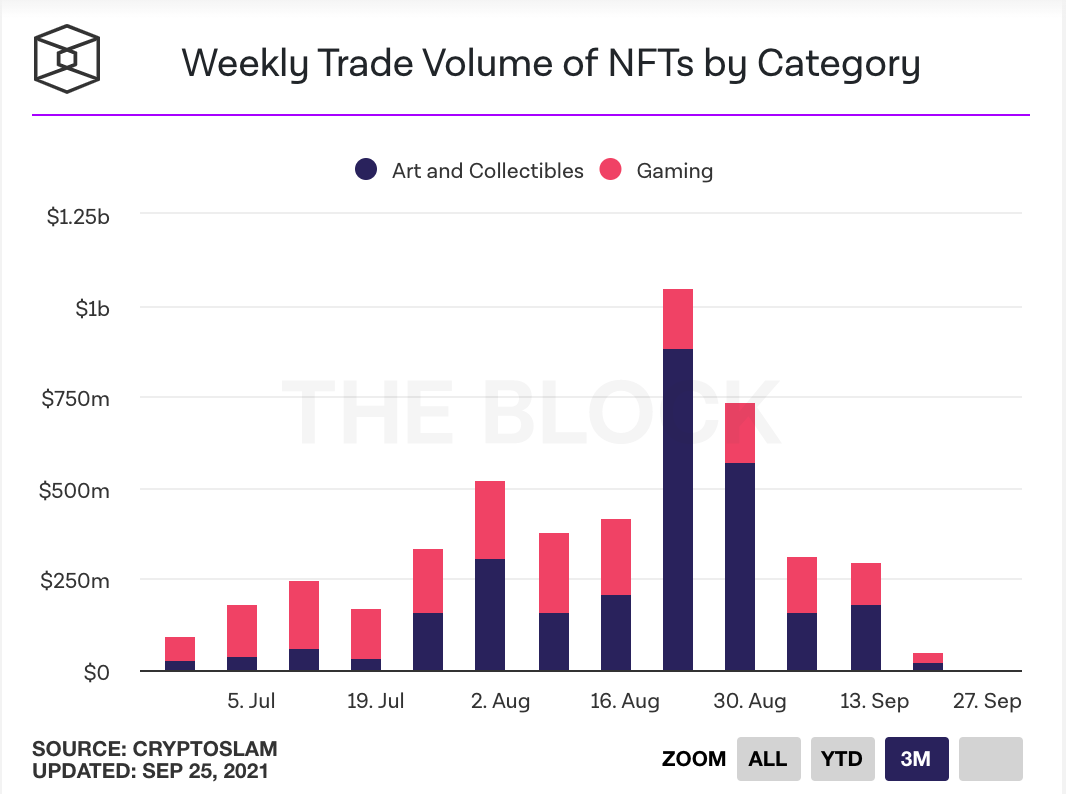 Weekly Trade Volume of NFTs by Category
Art and Collectibles Gaming
$1.25b
$1b
$750m
$500m
$250m
$0
THE BLOCK
5. Jul 19. Jul 2. Aug 16. Aug 30. Aug 13. Sep 27. Sep
SOURCE: CRYPTOSLAM
UPDATED: SEP 25, 2021
ZOOM ALL YTD 3M